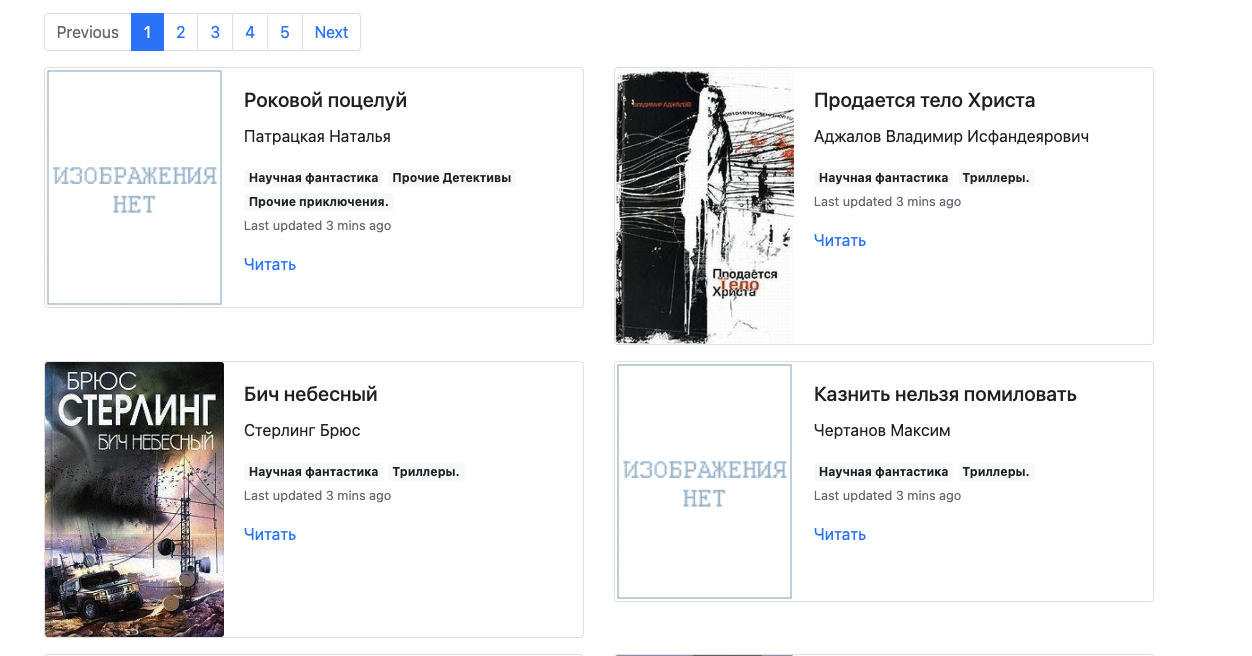 Previous 1 2 3 4 5 Next
ИЗОБРАЖЕНИЯ
НЕТ
Роковой поцелуй
Патрацкая Наталья
Научная фантастика Прочие Детективы
Прочие приключения.
Last updated 3 mins ago
Читать
ВЛАДИМИР АДЖАЛОВ
Продаётся
Тело
Христа
Продается тело Христа
Аджалов Владимир Исфандеярович
Научная фантастика Триллеры.
Last updated 3 mins ago
Читать
БРЮС
СТЕРЛИНГ
БИЧ НЕБЕСНЫЙ
Бич небесный
Стерлинг Брюс
Научная фантастика Триллеры.
Last updated 3 mins ago
Читать
ИЗОБРАЖЕНИЯ
НЕТ
Казнить нельзя помиловать
Чертанов Максим
Научная фантастика Триллеры.
Last updated 3 mins ago
Читать